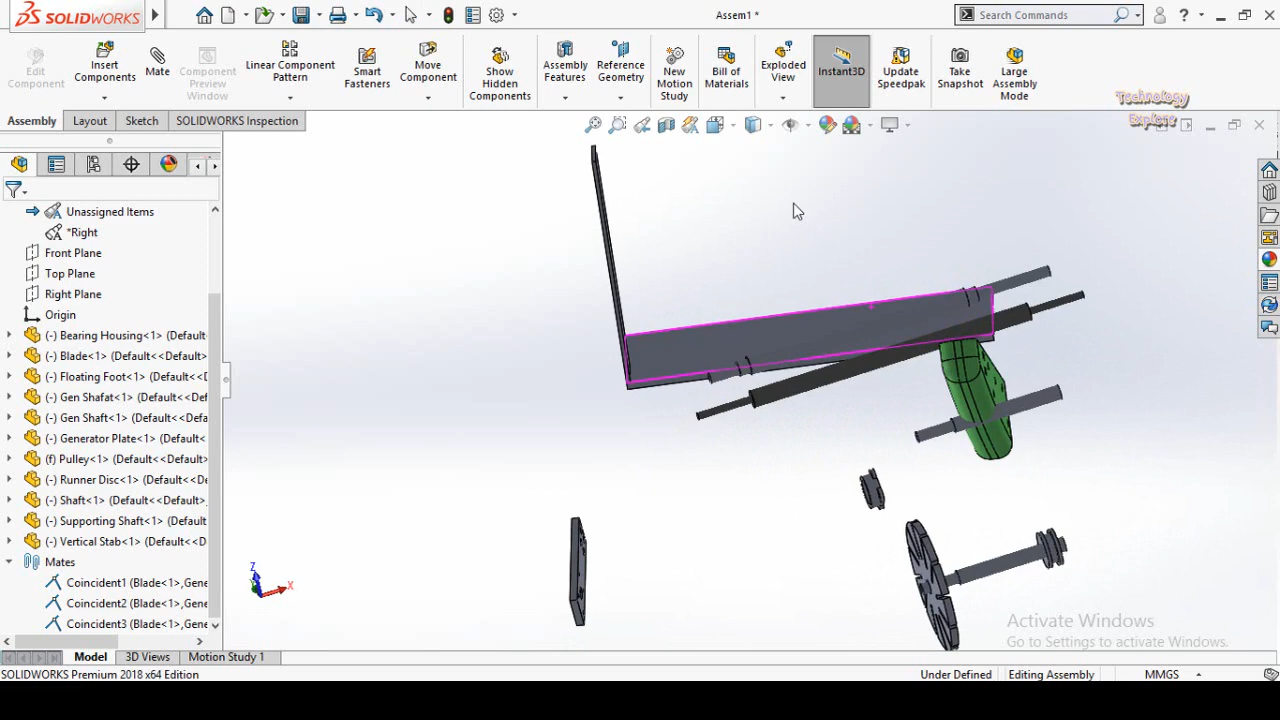 SOLIDWORKS
Assem1 *
Search Commands
?
Edit Component
Insert Components
Mate
Component Preview Window
Linear Component Pattern
Smart Fasteners
Move Component
Show Hidden Components
Assembly Features
Reference Geometry
New Motion Study
Bill of Materials
Exploded View
Instant3D
Update Speedpak
Take Snapshot
Large Assembly Mode
Technology
Explore
Assembly
Layout
Sketch
SOLIDWORKS Inspection
Unassigned Items
*Right
Front Plane
Top Plane
Right Plane
Origin
(-) Bearing Housing<1> (Default
(-) Blade<1> (Default<<Default
(-) Floating Foot<1> (Default<<D
(-) Gen Shafat<1> (Default<<De
(-) Gen Shaft<1> (Default<<Def
(-) Generator Plate<1> (Default
(f) Pulley<1> (Default<<Default
(-) Runner Disc<1> (Default<<D
(-) Shaft<1> (Default<<Default>
(-) Supporting Shaft<1> (Defaul
(-) Vertical Stab<1> (Default<<D
Mates
Coincident1 (Blade<1>,Gene
Coincident2 (Blade<1>,Gene
Coincident3 (Blade<1>,Gene
Z
X
Activate Windows
Go to Settings to activate Windows.
Model
3D Views
Motion Study 1
SOLIDWORKS Premium 2018 x64 Edition
Under Defined
Editing Assembly
MMGS